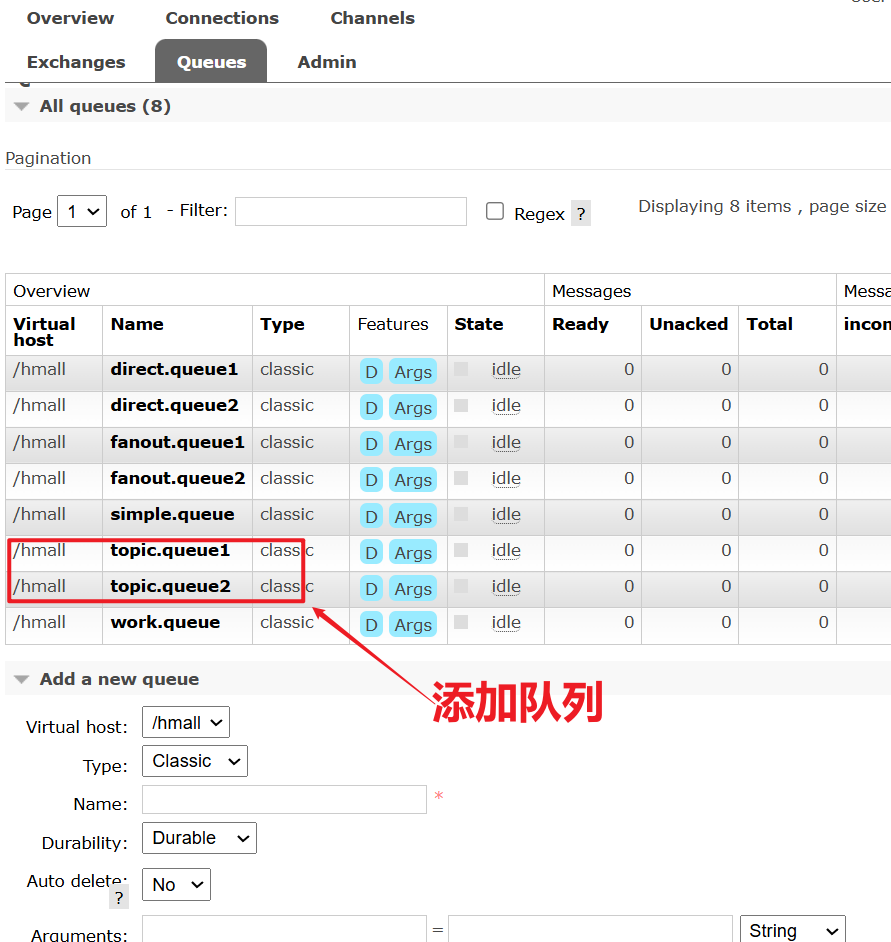 Overview Connections Channels
Exchanges Queues Admin
All queues (8)
Pagination
Page 1 of 1 - Filter: Regex ? Displaying 8 items , page size
Overview Messages
Virtual host Name Type Features State Ready Unacked Total
/hmall direct.queue1 classic D Args idle 0 0 0
/hmall direct.queue2 classic D Args idle 0 0 0
/hmall fanout.queue1 classic D Args idle 0 0 0
/hmall fanout.queue2 classic D Args idle 0 0 0
/hmall simple.queue classic D Args idle 0 0 0
/hmall topic.queue1 classic D Args idle 0 0 0
/hmall topic.queue2 classic D Args idle 0 0 0
/hmall work.queue classic D Args idle 0 0 0
Add a new queue
添加队列
Virtual host: /hmall
Type: Classic
Name: *
Durability: Durable
Auto delete: ? No
Arguments: = String